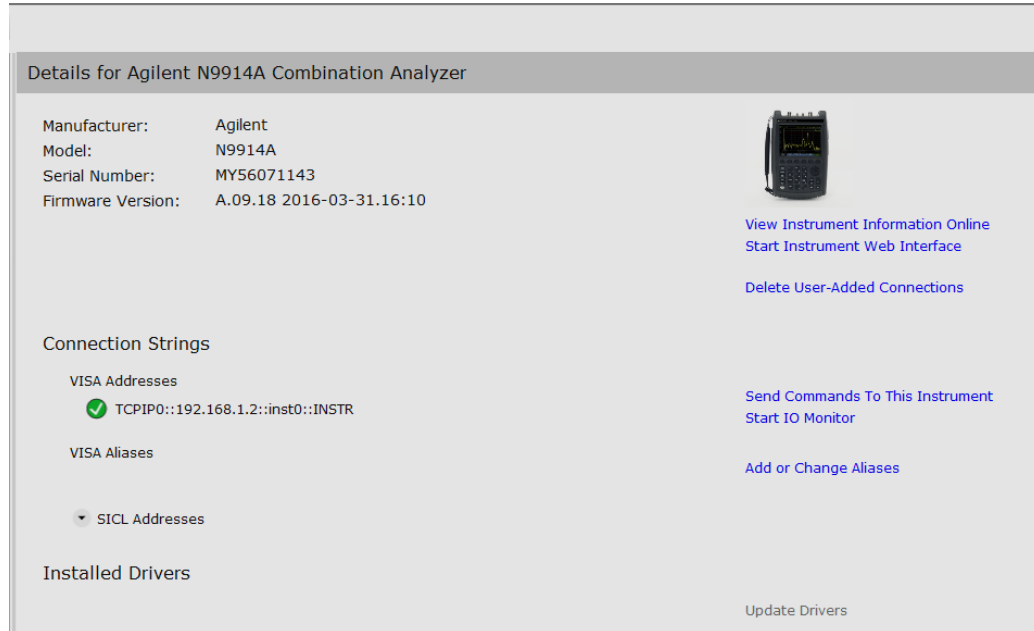 Details for Agilent N9914A Combination Analyzer
Manufacturer: Agilent
Model: N9914A
Serial Number: MY56071143
Firmware Version: A.09.18 2016-03-31.16:10
View Instrument Information Online
Start Instrument Web Interface
Delete User-Added Connections
Connection Strings
VISA Addresses
TCPIP0::192.168.1.2::inst0::INSTR
Send Commands To This Instrument
Start IO Monitor
VISA Aliases
Add or Change Aliases
SICL Addresses
Installed Drivers
Update Drivers